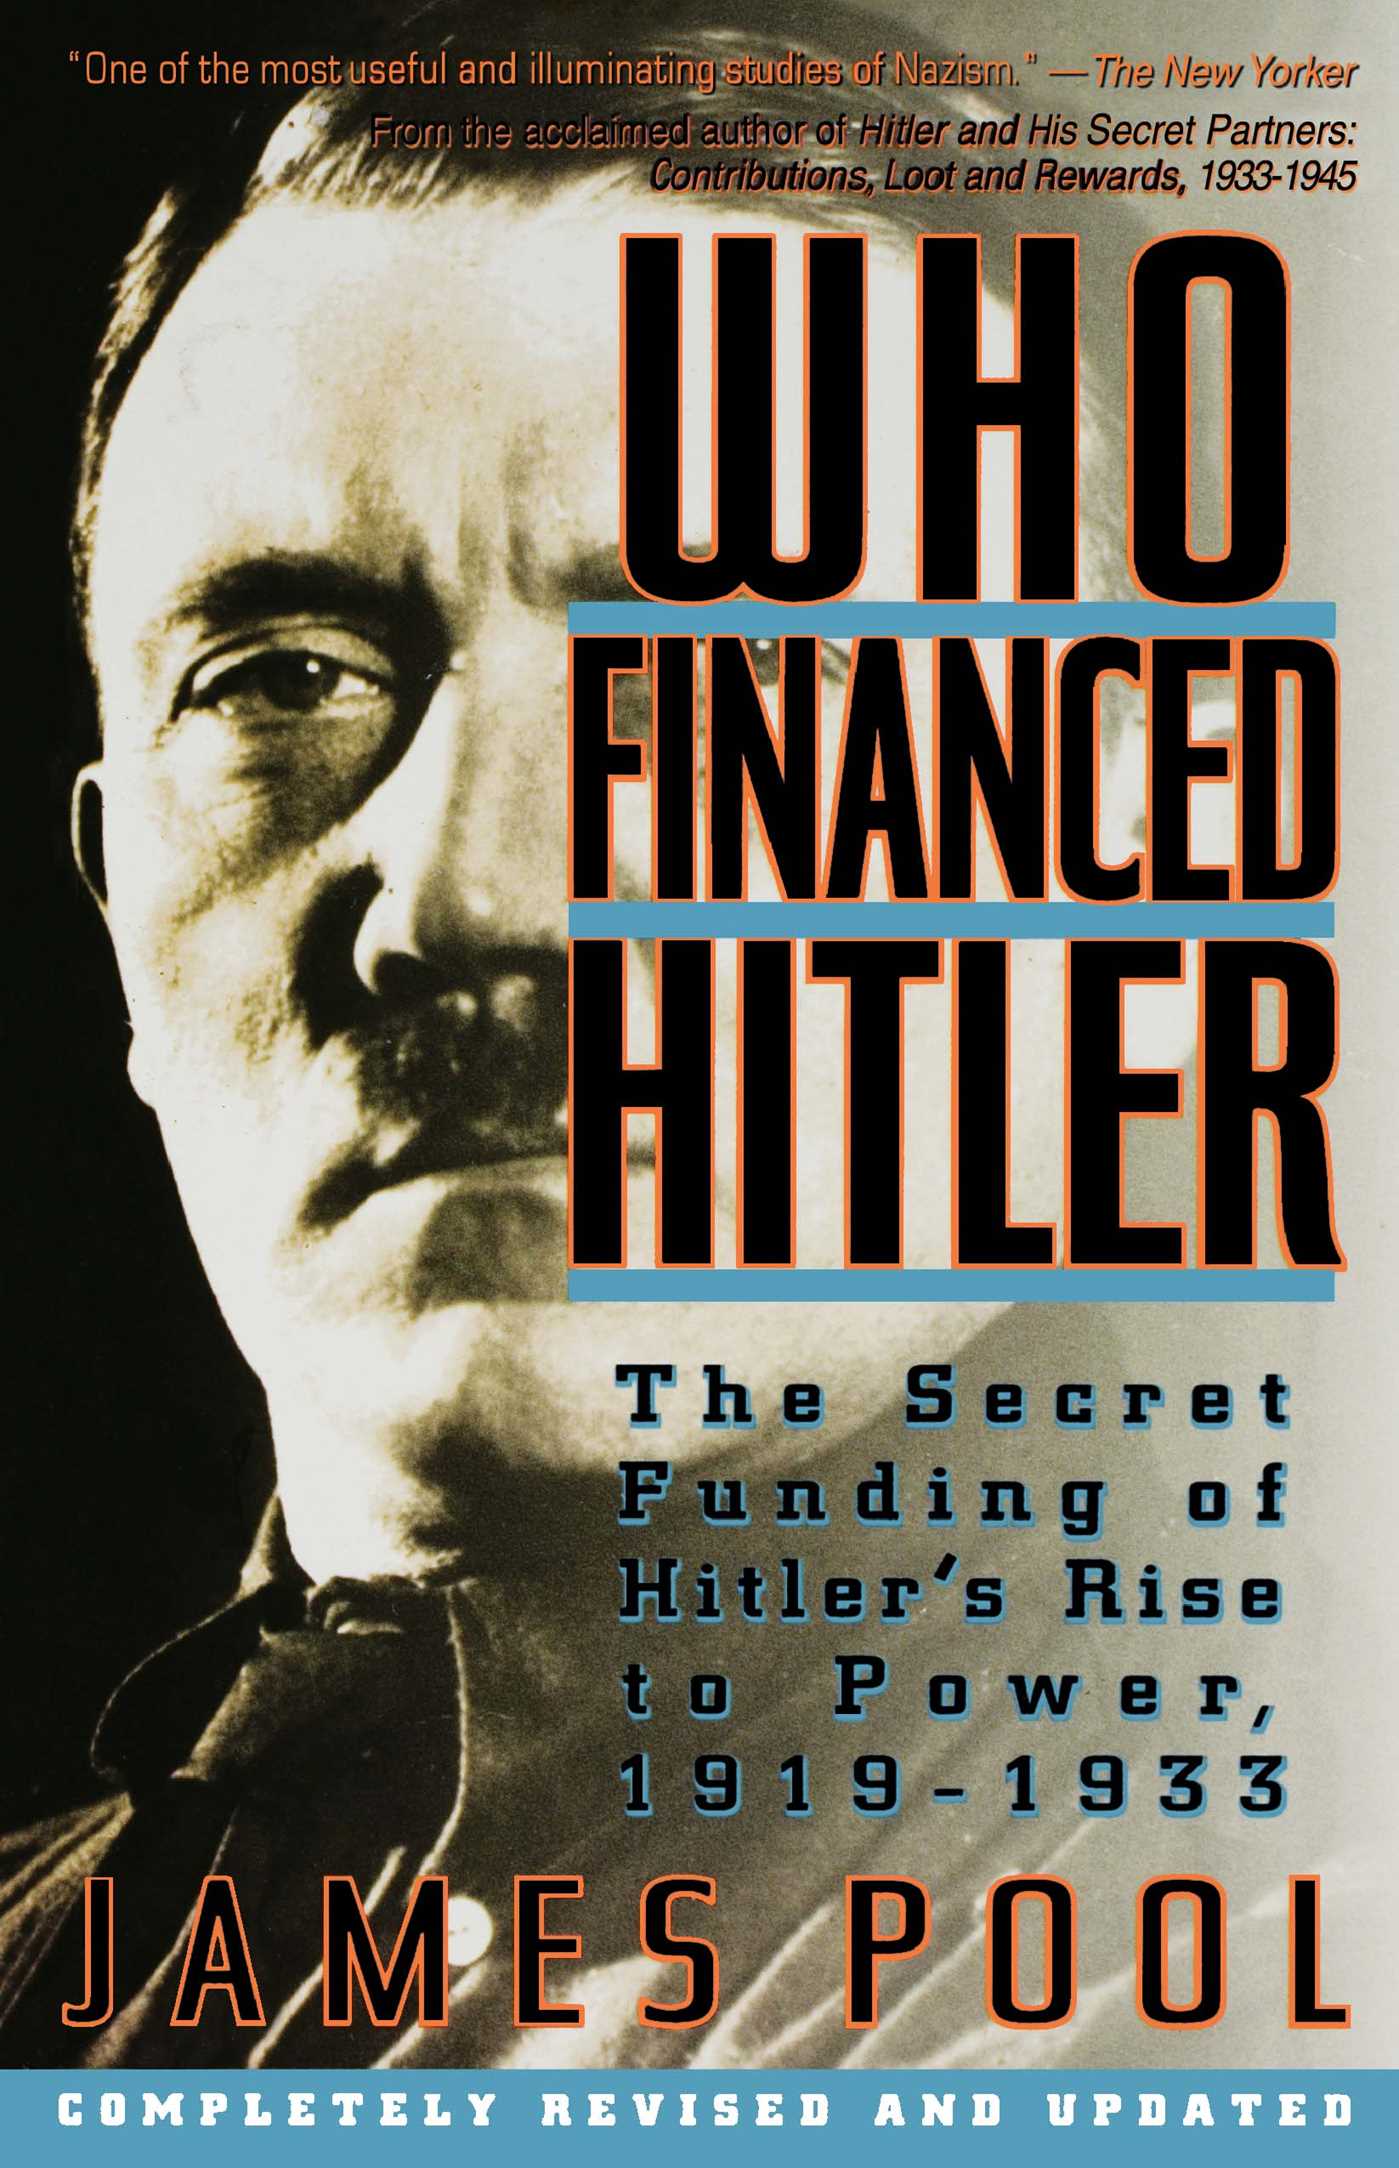 “One of the most useful and illuminating studies of Nazism.” —The New Yorker
From the acclaimed author of Hitler and His Secret Partners:
Contributions, Loot and Rewards, 1933-1945
WHO
FINANCED
HITLER
The Secret
Funding of
Hitler's Rise
to Power,
1919-1933
JAMES POOL
COMPLETELY REVISED AND UPDATED